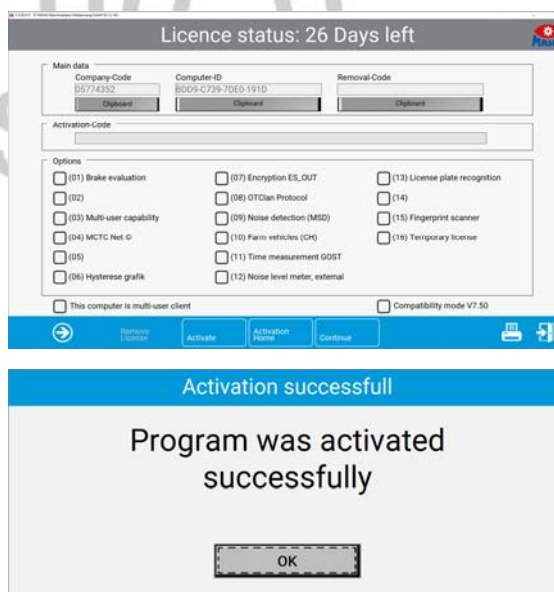 Licence status: 26 Days left
Main data
Company-Code Computer-ID Removal-Code
05774352 BDD9-C739-7DE0-191D
Clipboard Clipboard Clipboard
Activation-Code
Options
(01) Brake evaluation (07) Encryption ES_OUT (13) License plate recognition
(02) (08) OTClan Protocol (14)
(03) Multi-user capability (09) Noise detection (MSD) (15) Fingerprint scanner
(04) MCTC Net © (10) Farm vehicles (CH) (16) Temporary license
(05) (11) Time measurement GOST
(06) Hysterese grafik (12) Noise level meter, external
This computer is multi-user client Compatibility mode V7.50
Remove License Activate Activation Home Continue
Activation successfull
Program was activated
successfully
OK